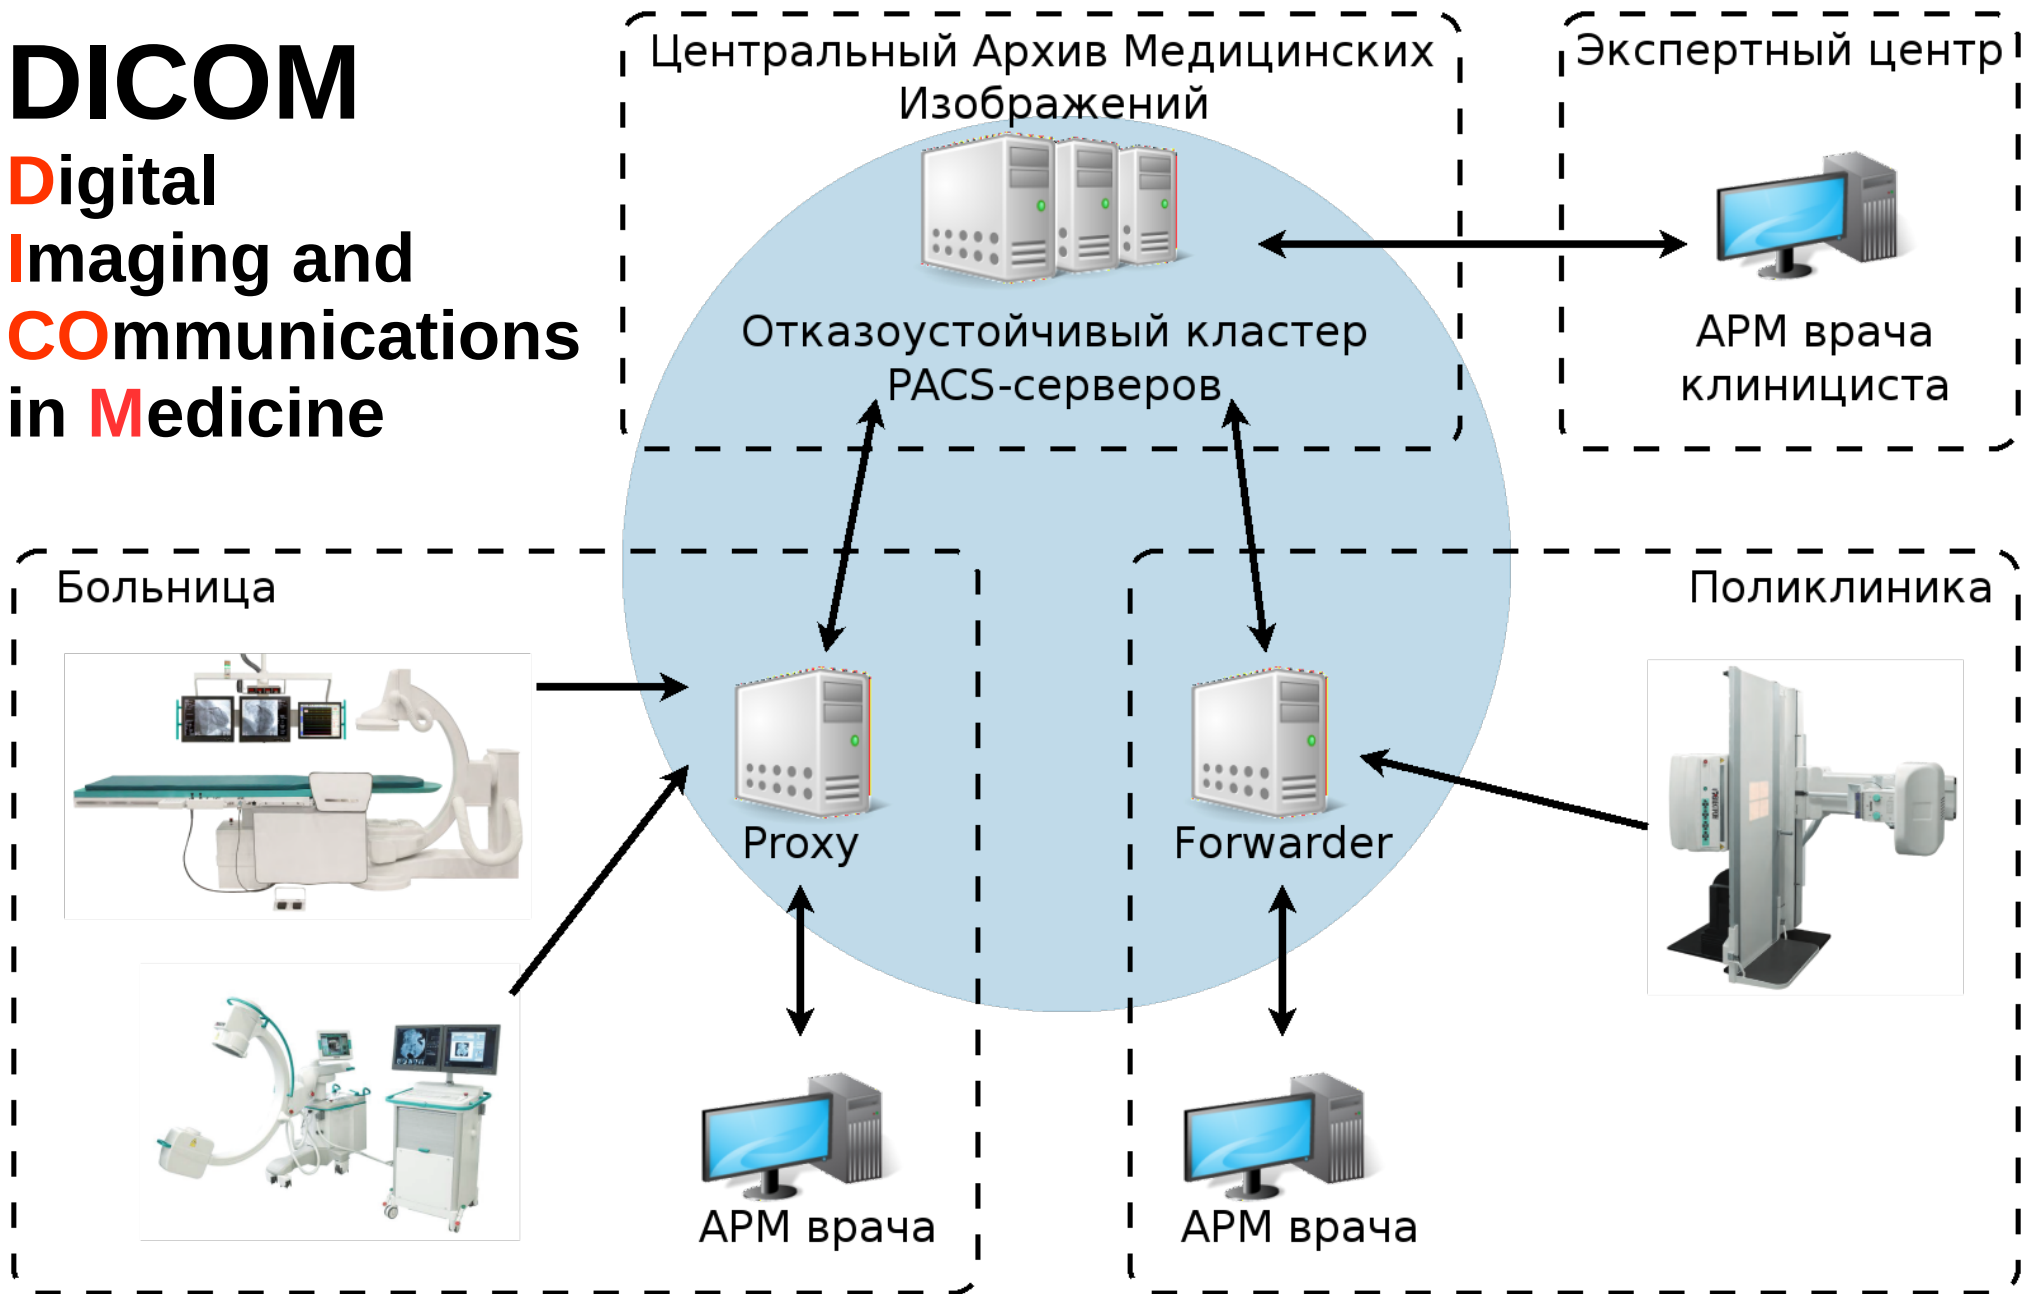 DICOM
Digital
Imaging and
COmmunications
in Medicine
Центральный Архив Медицинских
Изображений
Отказоустойчивый кластер
PACS-серверов
Экспертный центр
АРМ врача
клинициста
Больница
Proxy
АРМ врача
Поликлиника
Forwarder
АРМ врача